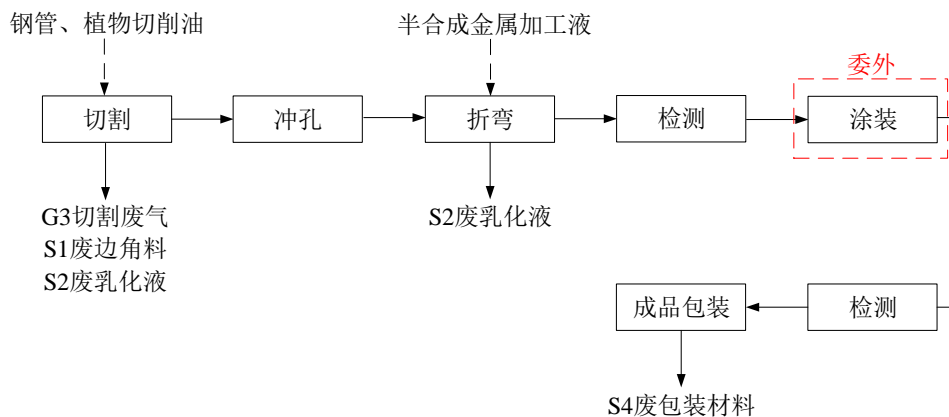 钢管、植物切削油
半合成金属加工液
委外
切割
冲孔
折弯
检测
涂装
G3切割废气
S1废边角料
S2废乳化液
S2废乳化液
成品包装
检测
S4废包装材料